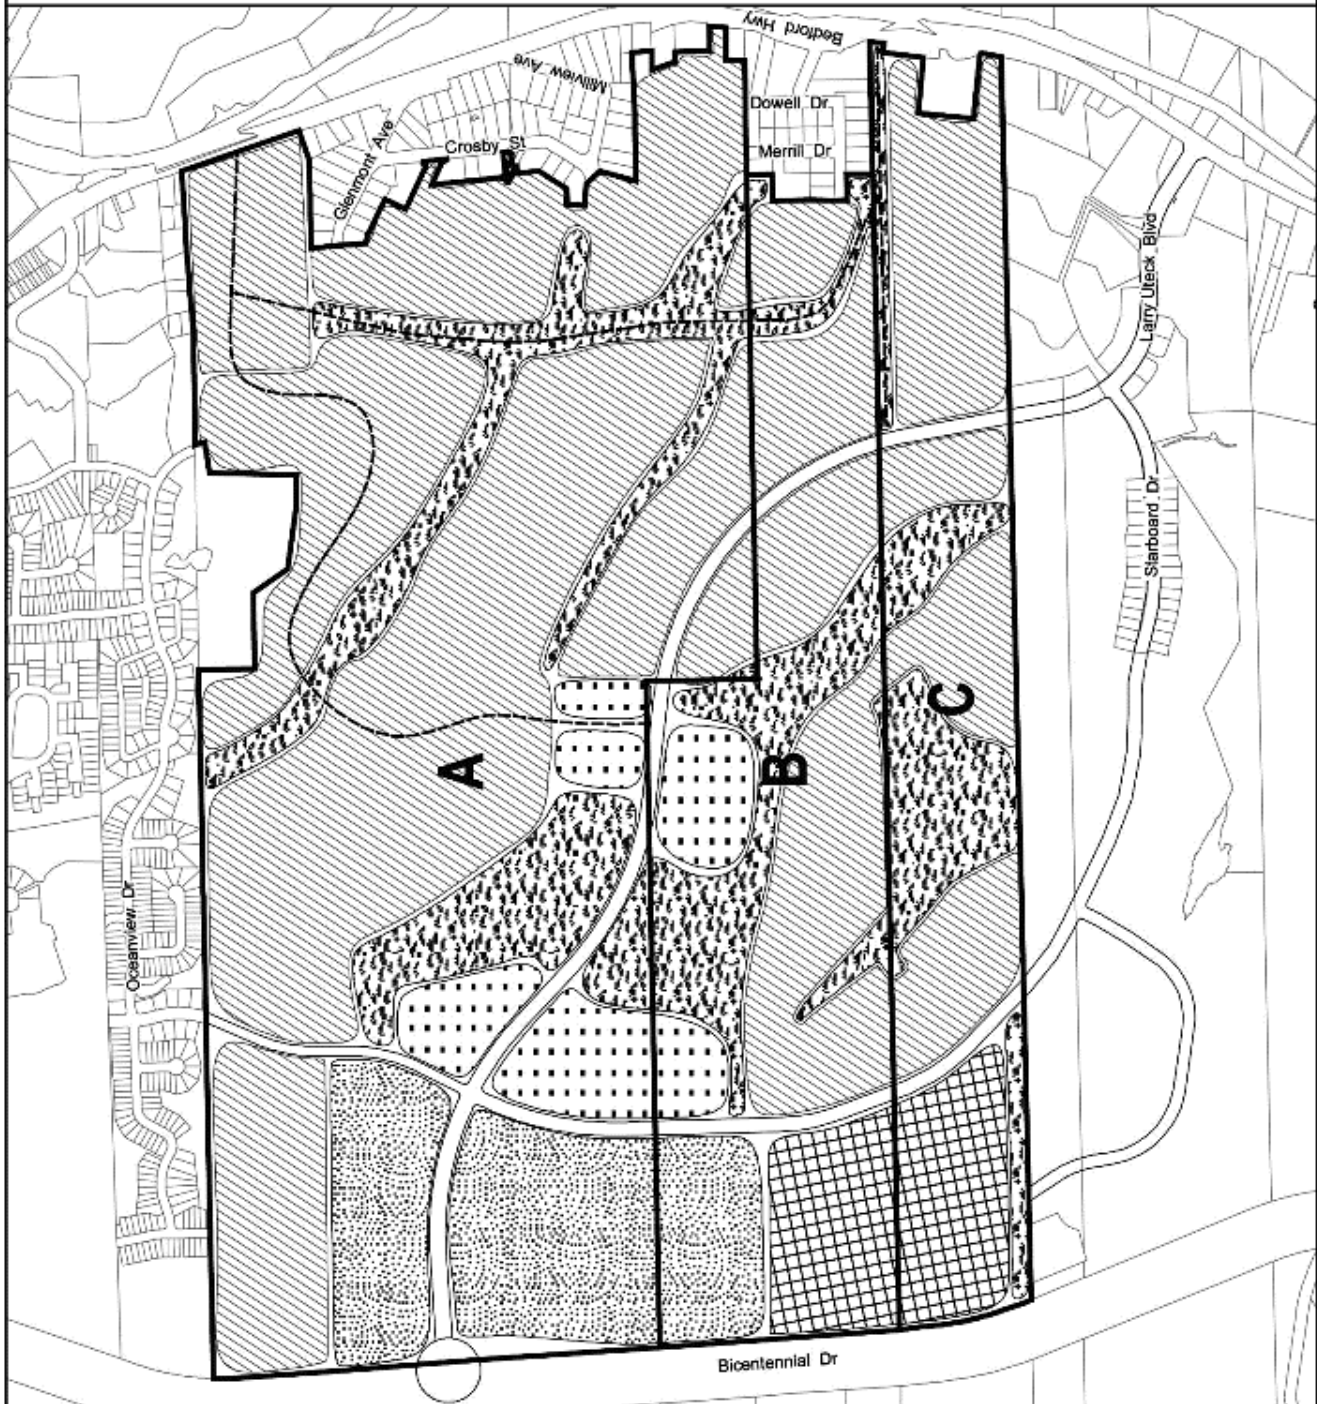 Bedford Hwy
Millview Ave
Dowell Dr
Crosby St
Merrill Dr
Glenmont Ave
Larry Uteck Blvd
Starboard Dr
C
A
B
Oceanview Dr
Bicentennial Dr